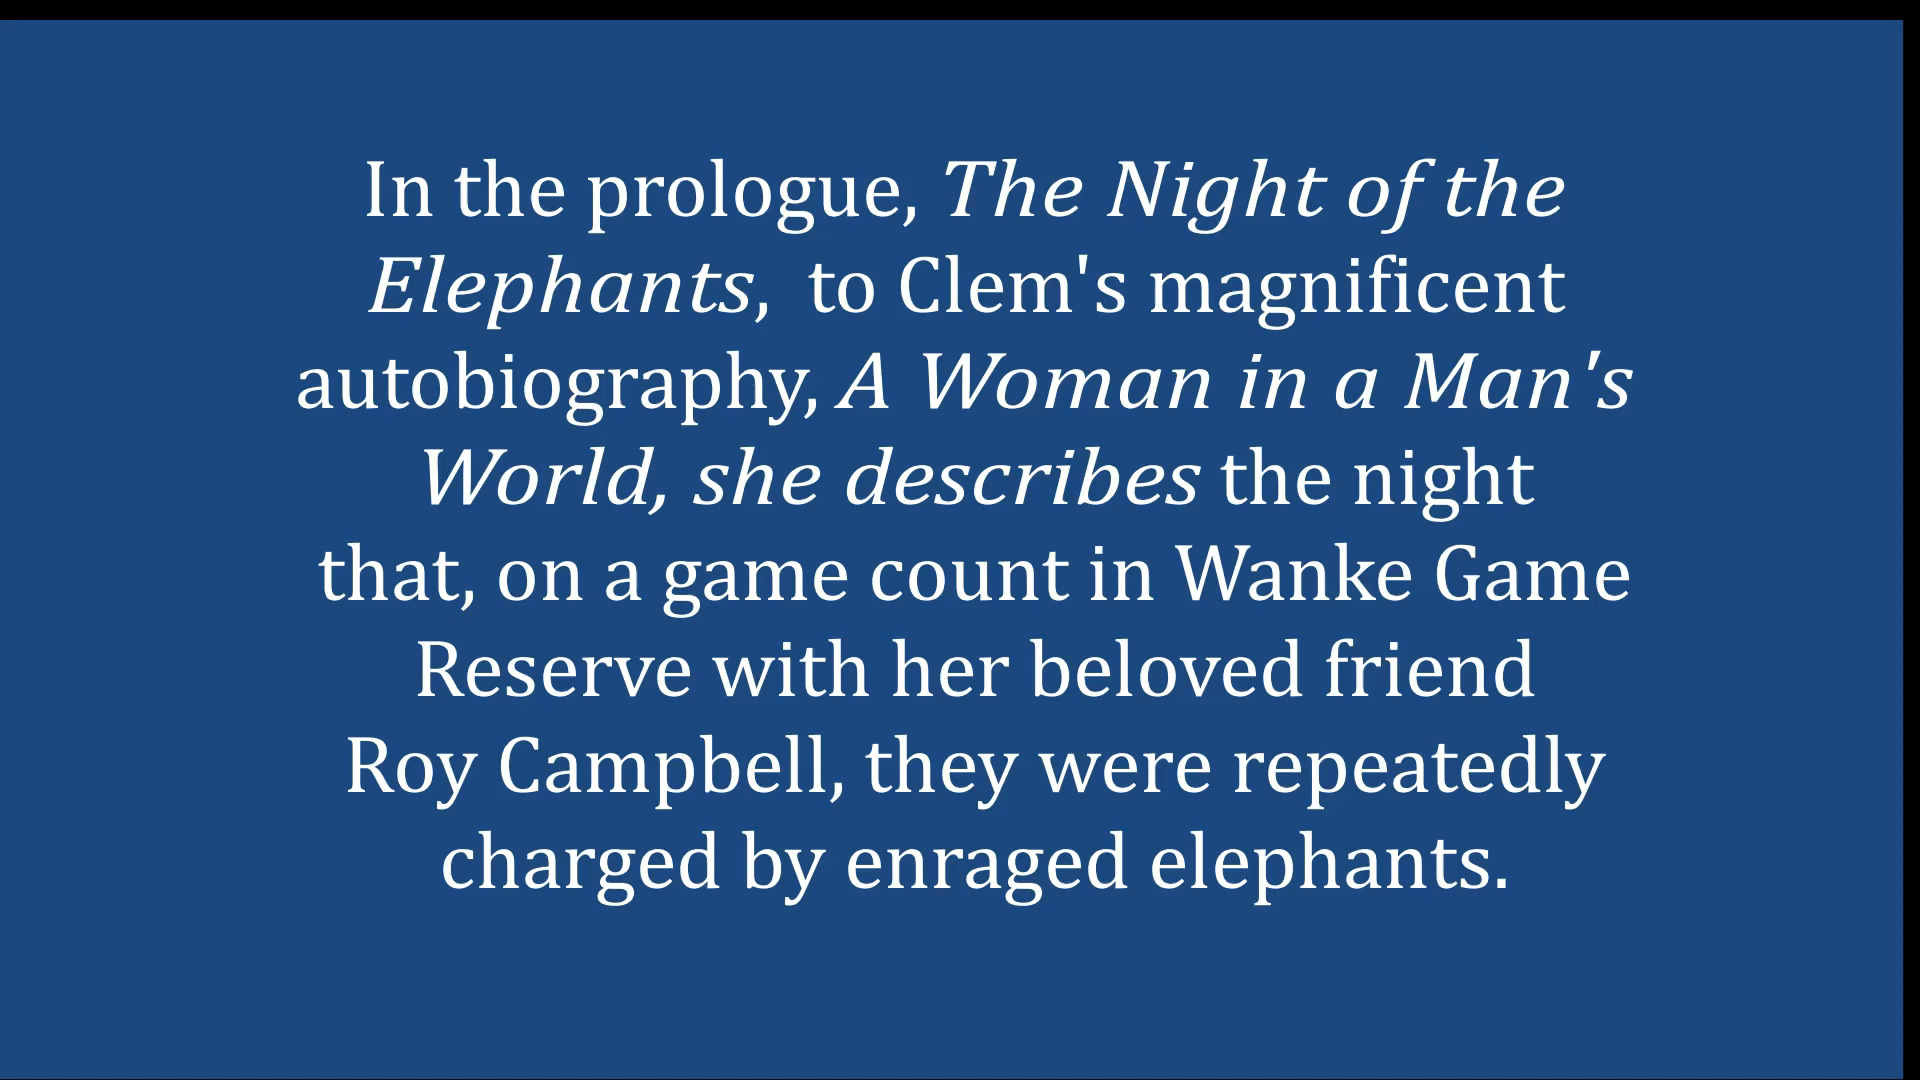 In the prologue, The Night of the
Elephants,  to Clem's magnificent
autobiography, A Woman in a Man's
World, she describes the night
that, on a game count in Wanke Game
Reserve with her beloved friend
Roy Campbell, they were repeatedly
charged by enraged elephants.